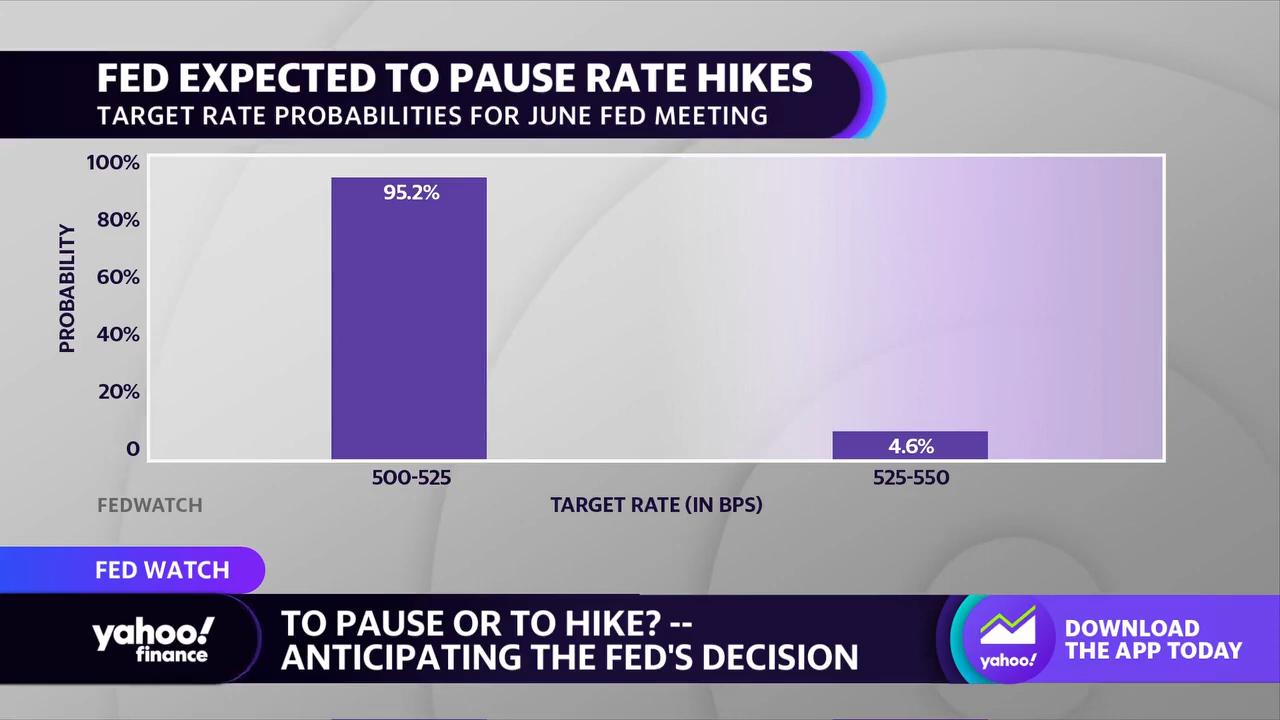 FED EXPECTED TO PAUSE RATE HIKES
TARGET RATE PROBABILITIES FOR JUNE FED MEETING
100%
80%
60%
40%
20%
0
PROBABILITY
95.2%
4.6%
500-525
525-550
TARGET RATE (IN BPS)
FEDWATCH
FED WATCH
yahoo!
finance
TO PAUSE OR TO HIKE? --
ANTICIPATING THE FED'S DECISION
yahoo!
DOWNLOAD
THE APP TODAY